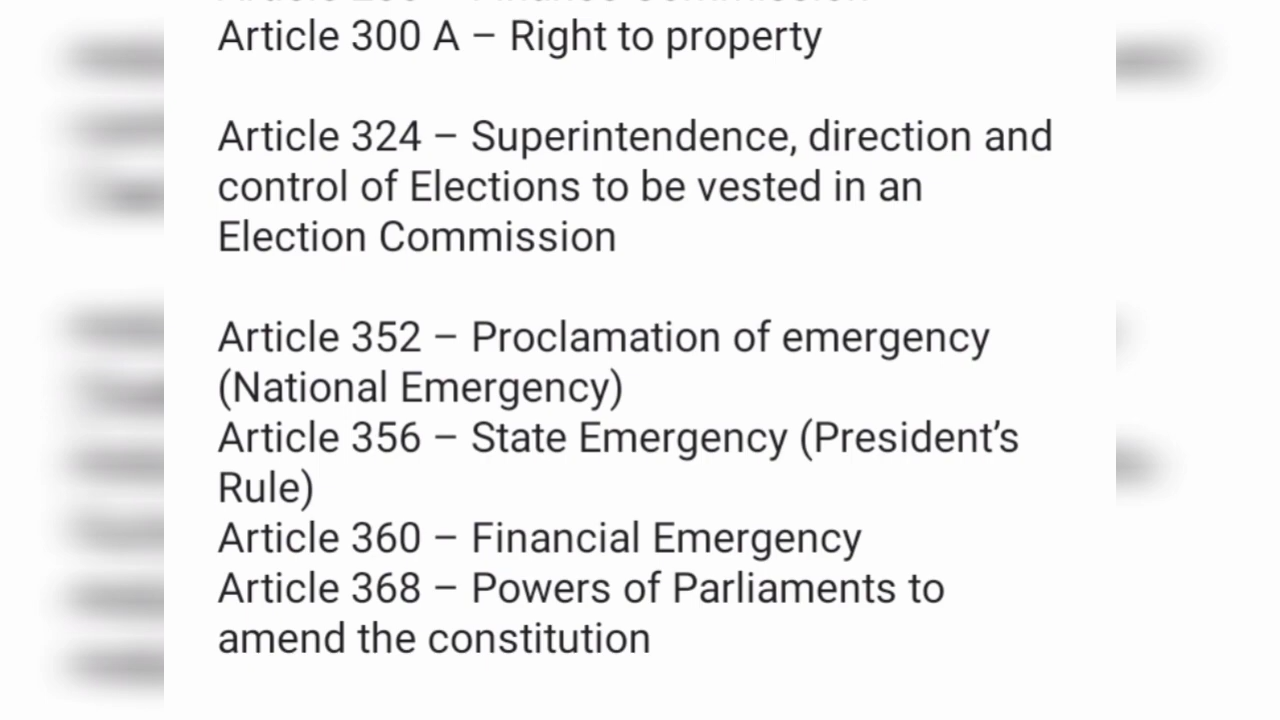 Article 300 A – Right to property
Article 324 – Superintendence, direction and
control of Elections to be vested in an
Election Commission
Article 352 – Proclamation of emergency
(National Emergency)
Article 356 – State Emergency (President’s
Rule)
Article 360 – Financial Emergency
Article 368 – Powers of Parliaments to
amend the constitution